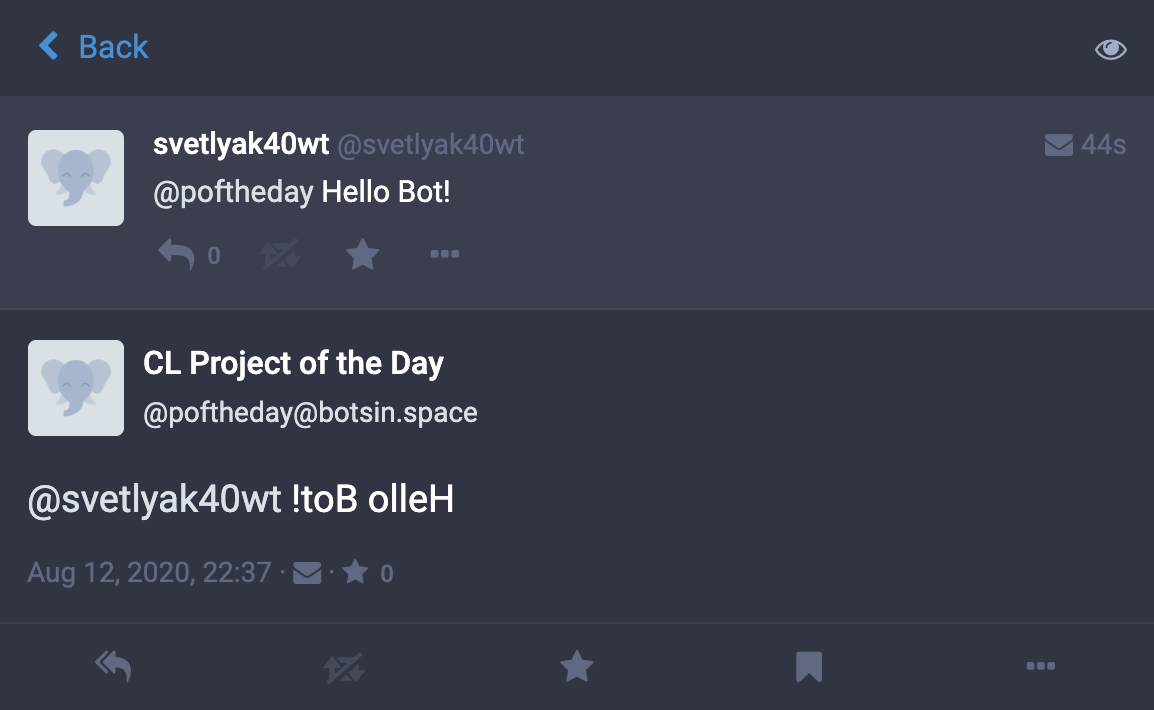 Back
svetlyak40wt @svetlyak40wt 44s
@poftheday Hello Bot!
0
CL Project of the Day
@poftheday@botsin.space
@svetlyak40wt !toB olleH
Aug 12, 2020, 22:37 · · 0